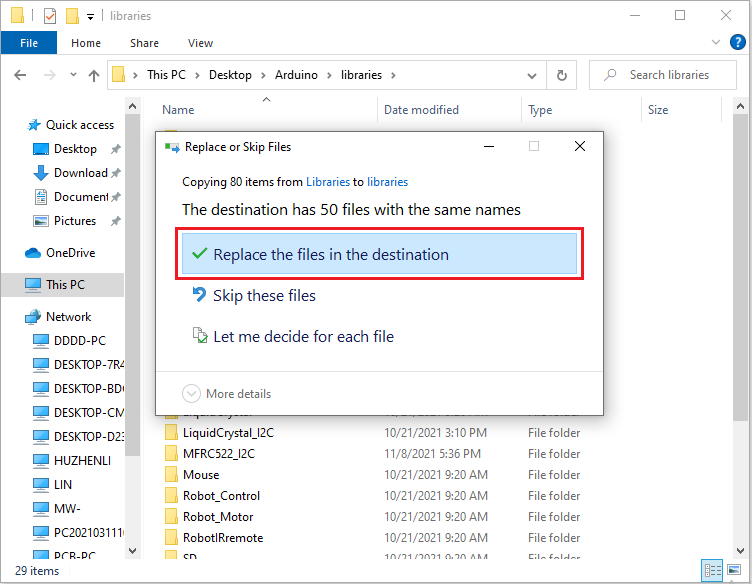 libraries
File
Home
Share
View
This PC
Desktop
Arduino
libraries
Search libraries
Name
Date modified
Type
Size
Quick access
Desktop
Download
Document
Pictures
OneDrive
This PC
Network
DDDD-PC
DESKTOP-7R4
DESKTOP-BD
DESKTOP-CM
DESKTOP-D23
HUZHENLI
LIN
MW-
PC2021031110
PCB-PC
Replace or Skip Files
Copying 80 items from Libraries to libraries
The destination has 50 files with the same names
Replace the files in the destination
Skip these files
Let me decide for each file
More details
LiquidCrystal_I2C 10/21/2021 3:10 PM File folder
MFRC522_I2C 11/8/2021 5:36 PM File folder
Mouse 10/21/2021 9:20 AM File folder
Robot_Control 10/21/2021 9:20 AM File folder
Robot_Motor 10/21/2021 9:20 AM File folder
RobotIRremote 10/21/2021 9:20 AM File folder
SD 10/21/2021 9:20 AM File folder
29 items